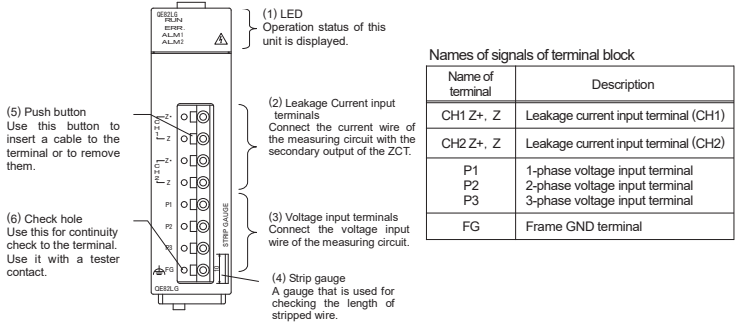 QE82LG
RUN
ERR.
ALM1
ALM2
(1) LED
Operation status of this
unit is displayed.
(5) Push button
Use this button to
insert a cable to the
terminal or to remove
them.
(6) Check hole
Use this for continuity
check to the terminal.
Use it with a tester
contact.
CH1
Z+
Z
CH2
Z+
Z
P1
P2
P3
FG
STRIP GAUGE
10
QE82LG
(2) Leakage Current input
terminals
Connect the current wire of
the measuring circuit with the
secondary output of the ZCT.
(3) Voltage input terminals
Connect the voltage input
wire of the measuring circuit.
(4) Strip gauge
A gauge that is used for
checking the length of
stripped wire.
Names of signals of terminal block
Name of
terminal
Description
CH1 Z+, Z Leakage current input terminal (CH1)
CH2 Z+, Z Leakage current input terminal (CH2)
P1 1-phase voltage input terminal
P2 2-phase voltage input terminal
P3 3-phase voltage input terminal
FG Frame GND terminal